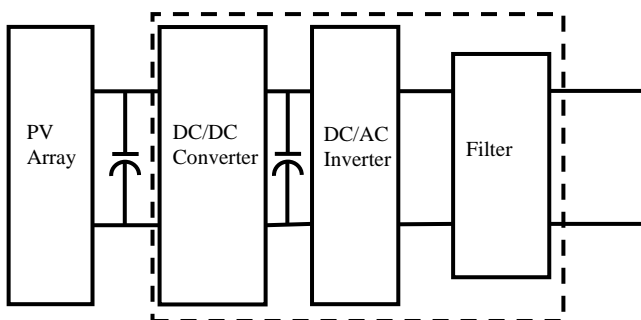 PV
Array
DC/DC
Converter
DC/AC
Inverter
Filter